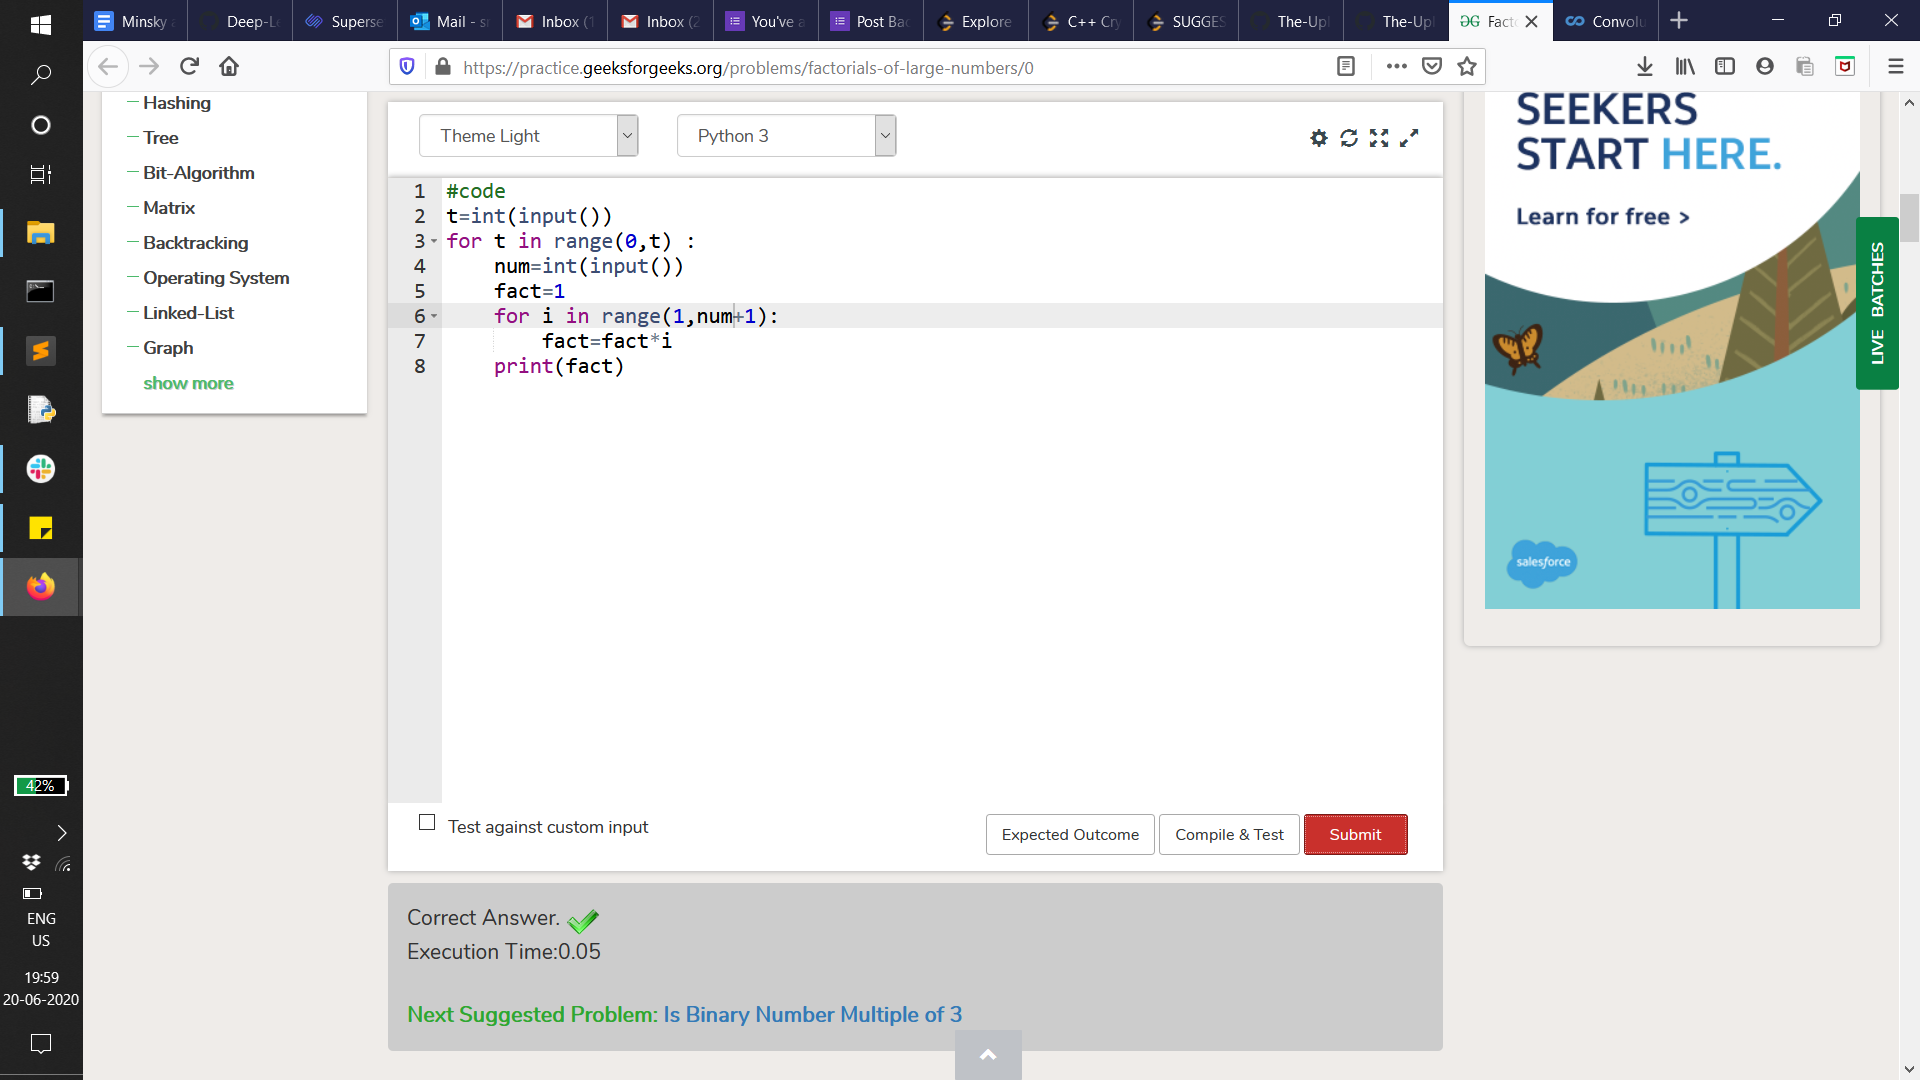 Minsky a
Deep-Le
Superse
Mail - sr
Inbox (1
Inbox (2
You've a
Post Bac
Explore
C++ Cry
SUGGES
The-Upl
The-Upl
Facto
Convolu
https://practice.geeksforgeeks.org/problems/factorials-of-large-numbers/0
Hashing
Tree
Bit-Algorithm
Matrix
Backtracking
Operating System
Linked-List
Graph
show more
Theme Light
Python 3
1 #code
2 t=int(input())
3 for t in range(0,t) :
4 num=int(input())
5 fact=1
6 for i in range(1,num+1):
7 fact=fact*i
8 print(fact)
Test against custom input
Expected Outcome
Compile & Test
Submit
Correct Answer.
Execution Time:0.05
Next Suggested Problem: Is Binary Number Multiple of 3
SEEKERS
START HERE.
Learn for free >
salesforce
LIVE BATCHES
42%
ENG
US
19:59
20-06-2020